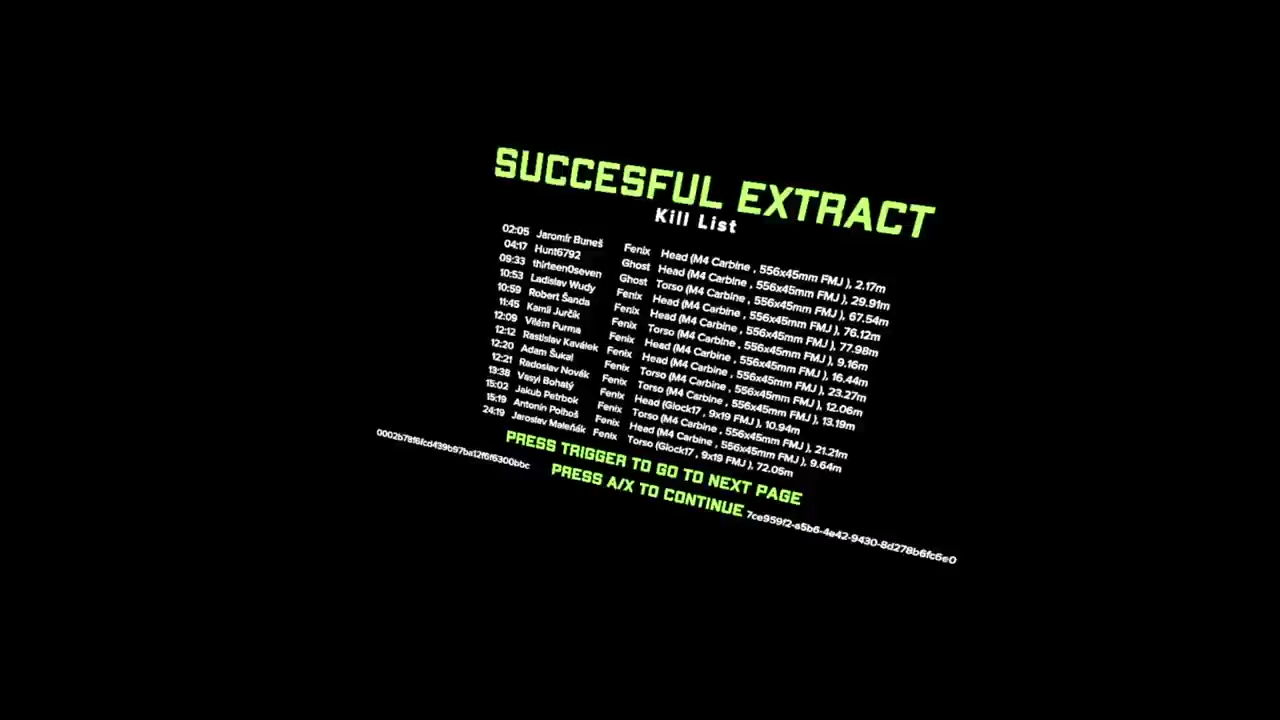 SUCCESFUL EXTRACT
Kill List
02:05 Jaromír Buneš Fenix Head (M4 Carbine , 556x45mm FMJ ), 2.17m
04:17 Hunt6792 Ghost Head (M4 Carbine , 556x45mm FMJ ), 29.91m
09:33 thirteen0seven Ghost Torso (M4 Carbine , 556x45mm FMJ ), 67.54m
10:53 Ladislav Wudy Fenix Head (M4 Carbine , 556x45mm FMJ ), 76.12m
10:59 Robert Šanda Fenix Head (M4 Carbine , 556x45mm FMJ ), 77.98m
11:45 Kamil Jurčík Fenix Torso (M4 Carbine , 556x45mm FMJ ), 9.16m
12:09 Vilém Purma Fenix Head (M4 Carbine , 556x45mm FMJ ), 16.44m
12:12 Rastislav Kaválek Fenix Head (M4 Carbine , 556x45mm FMJ ), 23.27m
12:20 Adam Šukal Fenix Torso (M4 Carbine , 556x45mm FMJ ), 12.06m
12:21 Radoslav Novák Fenix Torso (M4 Carbine , 556x45mm FMJ ), 13.19m
13:38 Vasyl Bohatý Fenix Head (Glock17 , 9x19 FMJ ), 10.94m
15:02 Jakub Petrbok Fenix Torso (M4 Carbine , 556x45mm FMJ ), 21.21m
15:19 Antonín Polhoš Fenix Head (M4 Carbine , 556x45mm FMJ ), 9.64m
24:19 Jaroslav Maleňák Fenix Torso (Glock17 , 9x19 FMJ ), 72.05m
PRESS TRIGGER TO GO TO NEXT PAGE
PRESS A/X TO CONTINUE
7ce959f2-a5b6-4e42-9430-8d278b6fc6e0